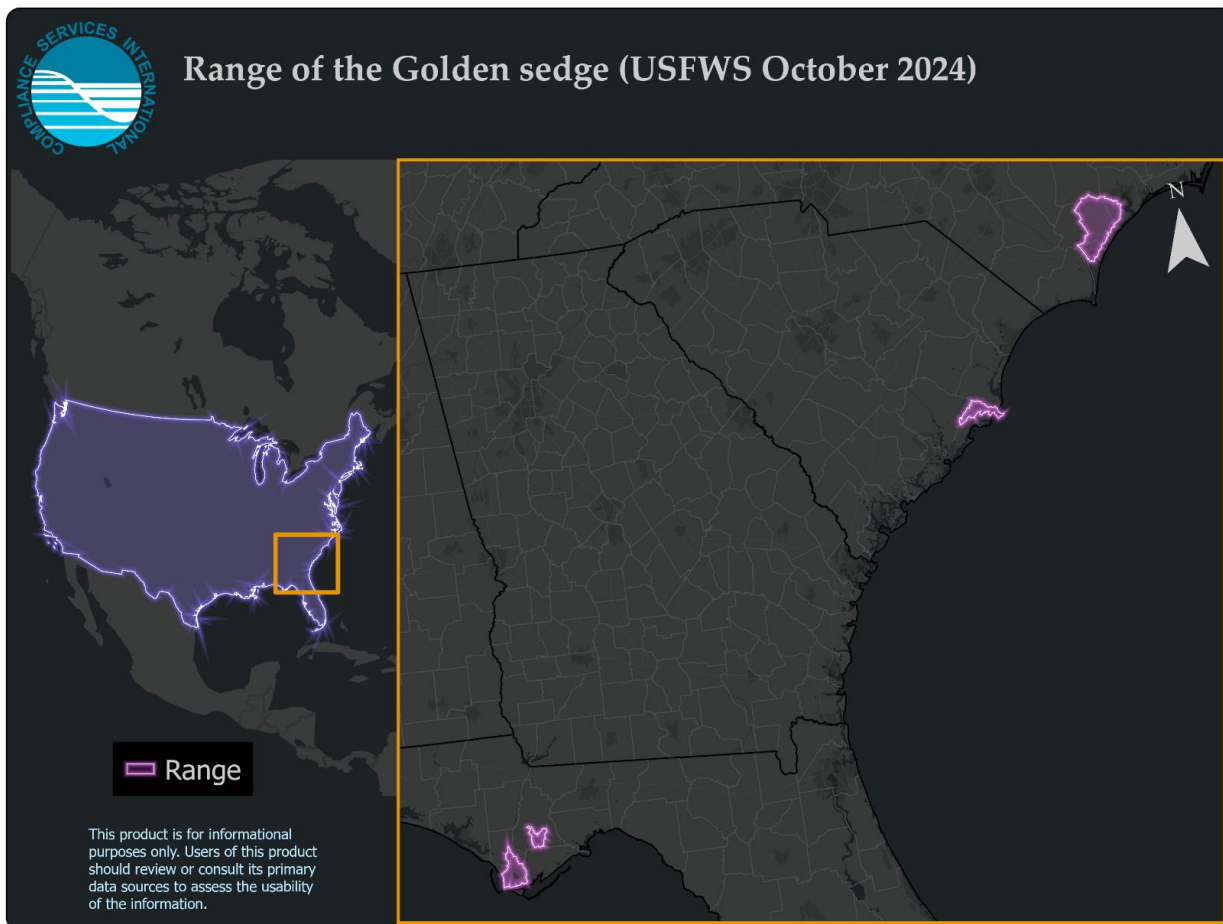 COMPLIANCE SERVICES INTERNATIONAL
Range of the Golden sedge (USFWS October 2024)
N
Range
This product is for informational
purposes only. Users of this product
should review or consult its primary
data sources to assess the usability
of the information.